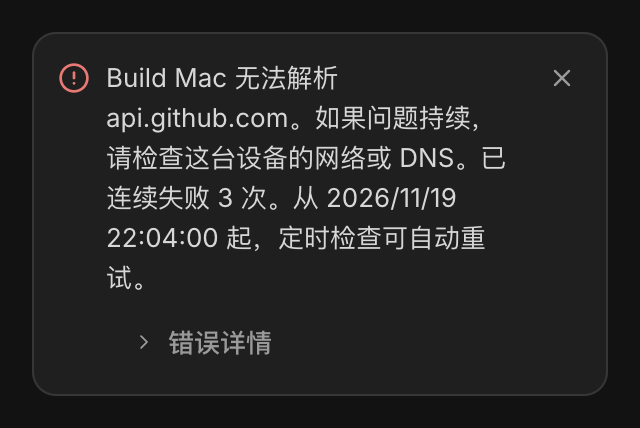 Build Mac 无法解析
api.github.com。如果问题持续，
请检查这台设备的网络或 DNS。已
连续失败 3 次。从 2026/11/19
22:04:00 起，定时检查可自动重
试。
错误详情